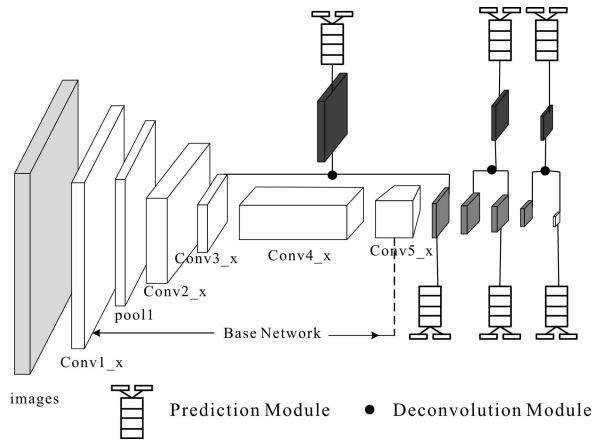 Conv3_x
Conv4_x
Conv5_x
Conv2_x
pool1
Base Network
Conv1_x
images
Prediction Module
Deconvolution Module